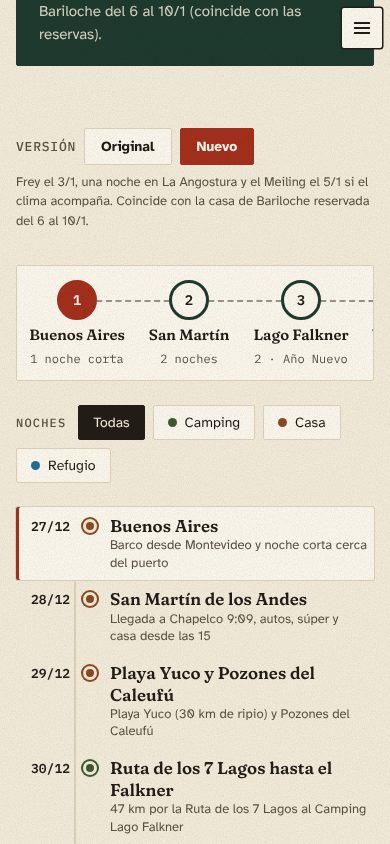 Bariloche del 6 al 10/1 (coincide con las
reservas).
VERSIÓN
Original
Nuevo
Frey el 3/1, una noche en La Angostura y el Meiling el 5/1 si el
clima acompaña. Coincide con la casa de Bariloche reservada
del 6 al 10/1.
1
2
3
Buenos Aires
San Martín
Lago Falkner
1 noche corta
2 noches
2 · Año Nuevo
NOCHES
Todas
Camping
Casa
Refugio
27/12
Buenos Aires
Barco desde Montevideo y noche corta cerca
del puerto
28/12
San Martín de los Andes
Llegada a Chapelco 9:09, autos, súper y
casa desde las 15
29/12
Playa Yuco y Pozones del
Caleufú
Playa Yuco (30 km de ripio) y Pozones del
Caleufú
30/12
Ruta de los 7 Lagos hasta el
Falkner
47 km por la Ruta de los 7 Lagos al Camping
Lago Falkner